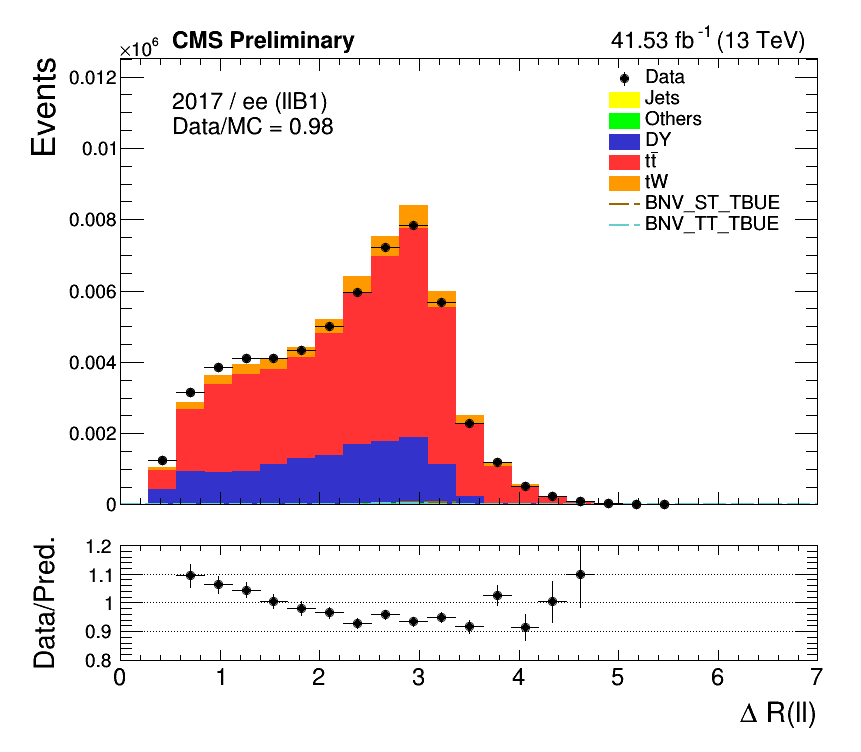 ×10⁶ CMS Preliminary 41.53 fb⁻¹ (13 TeV)
Events
0.012
0.01
0.008
0.006
0.004
0.002
0
2017 / ee (llB1)
Data/MC = 0.98
Data
Jets
Others
DY
tt̄
tW
BNV_ST_TBUE
BNV_TT_TBUE
Data/Pred.
1.2
1.1
1
0.9
0.8
0 1 2 3 4 5 6 7
Δ R(ll)